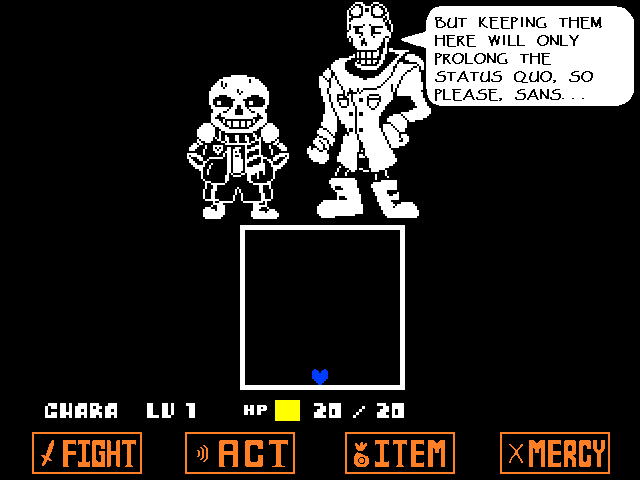 BUT KEEPING THEM
HERE WILL ONLY
PROLONG THE
STATUS QUO, SO
PLEASE, SANS...
CHARA LV 1 HP 20 / 20
FIGHT ACT ITEM MERCY